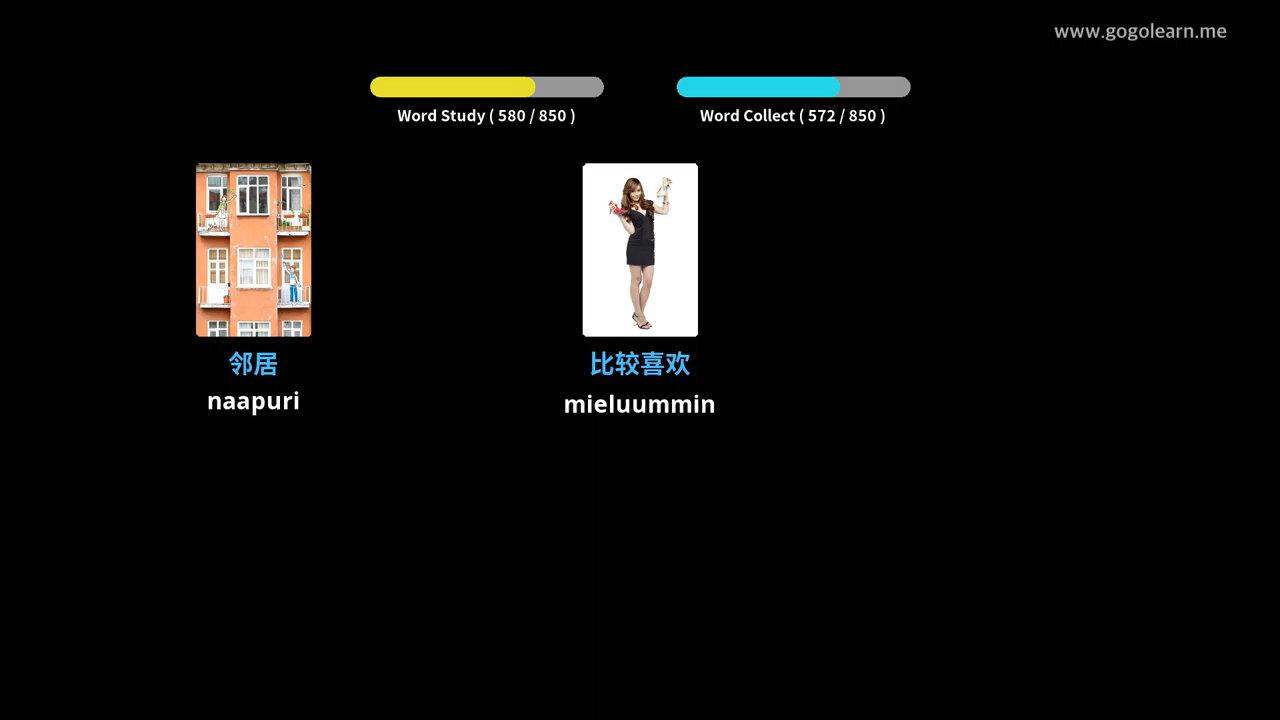 www.gogolearn.me
Word Study ( 580 / 850 )
Word Collect ( 572 / 850 )
邻居
naapuri
比较喜欢
mieluummin